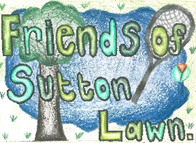 Friends of
Sutton
Lawn.